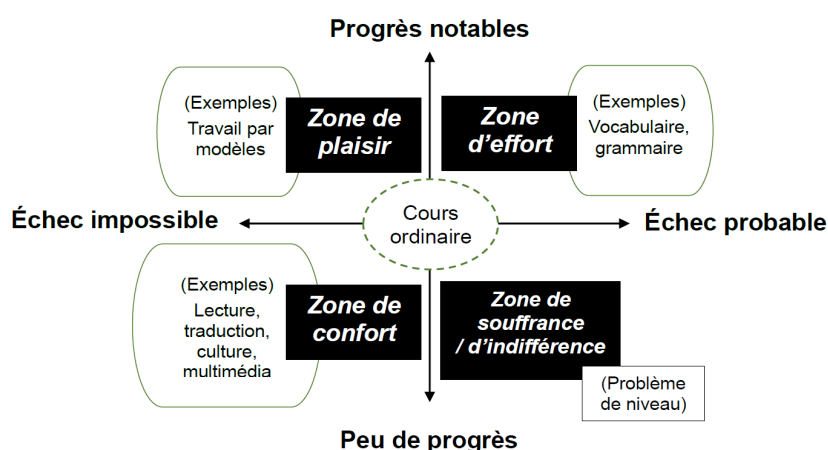 Progrès notables
(Exemples)
Travail par
modèles
Zone de
plaisir
Zone
d'effort
(Exemples)
Vocabulaire,
grammaire
Échec impossible
Cours
ordinaire
Échec probable
(Exemples)
Lecture,
traduction,
culture,
multimédia
Zone de
confort
Zone de
souffrance
/ d'indifférence
(Problème
de niveau)
Peu de progrès